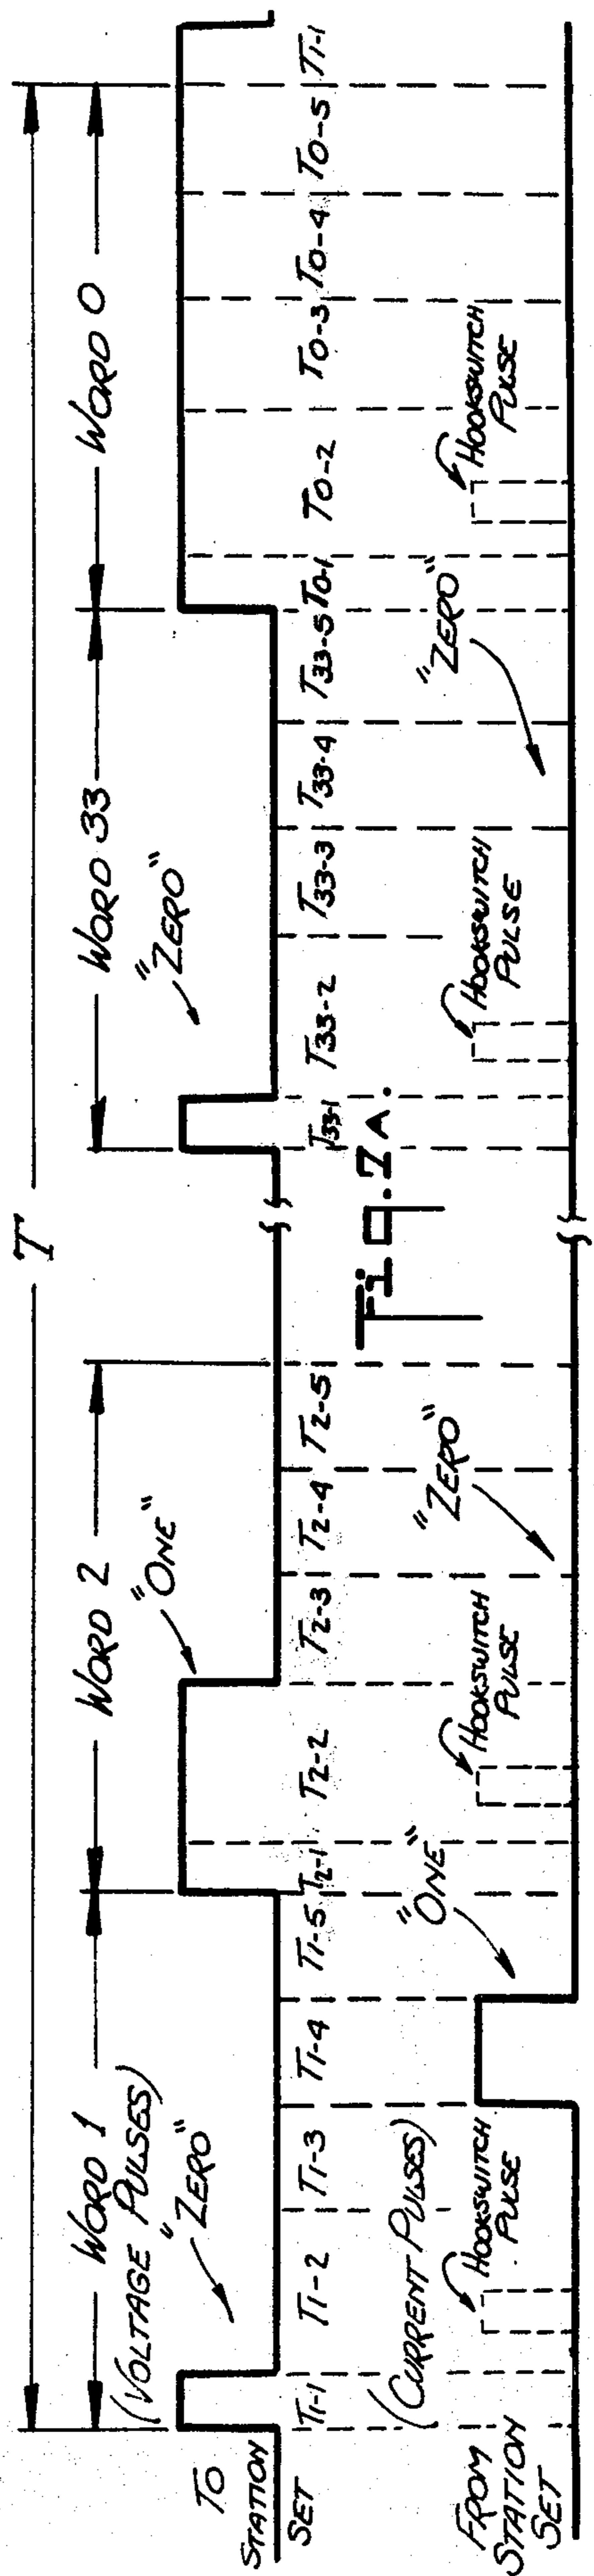 T
WORD 1
WORD 2
WORD 33
WORD 0
(VOLTAGE PULSES)
"ZERO"
"ONE"
"ZERO"
TO
STATION
SET
T1-1
T1-2
T1-3
T1-4
T1-5
T2-1
T2-2
T2-3
T2-4
T2-5
T33-1
T33-2
T33-3
T33-4
T33-5
T0-1
T0-2
T0-3
T0-4
T0-5
T1-1
Fig. 7A.
(CURRENT PULSES)
"ONE"
"ZERO"
"ZERO"
FROM
STATION
SET
HOOKSWITCH
PULSE
HOOKSWITCH
PULSE
HOOKSWITCH
PULSE
HOOKSWITCH
PULSE